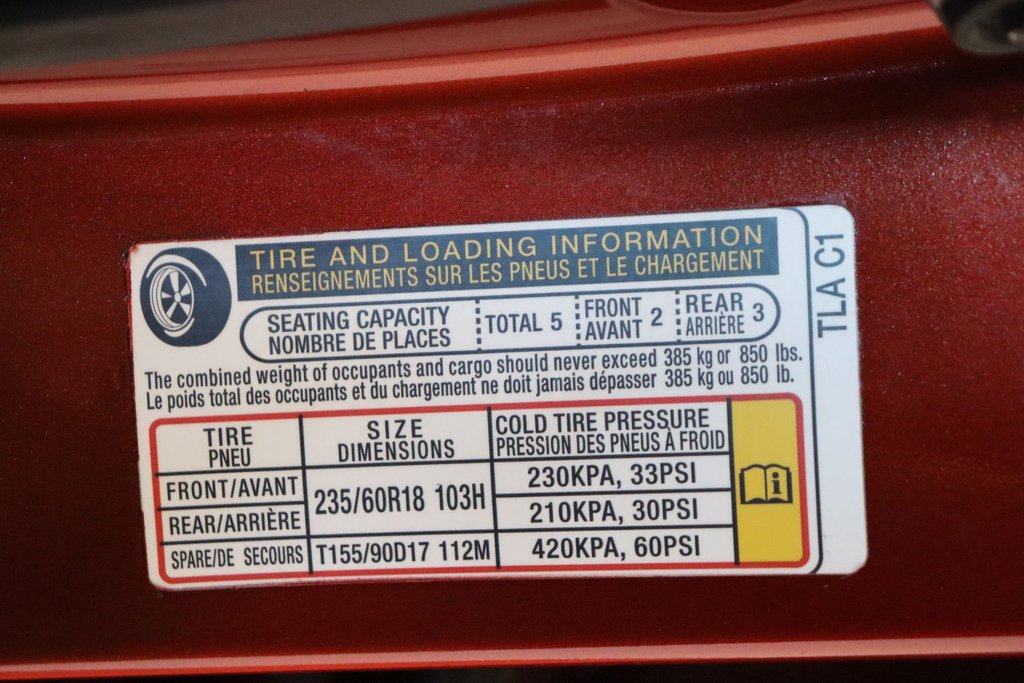 TIRE AND LOADING INFORMATION
RENSEIGNEMENTS SUR LES PNEUS ET LE CHARGEMENT
SEATING CAPACITY
NOMBRE DE PLACES
TOTAL 5
FRONT
AVANT 2
REAR
ARRIÈRE 3
The combined weight of occupants and cargo should never exceed 385 kg or 850 lbs.
Le poids total des occupants et du chargement ne doit jamais dépasser 385 kg ou 850 lb.
TIRE
PNEU
SIZE
DIMENSIONS
COLD TIRE PRESSURE
PRESSION DES PNEUS À FROID
FRONT/AVANT
235/60R18 103H
230KPA, 33PSI
REAR/ARRIÈRE
210KPA, 30PSI
SPARE/DE SECOURS
T155/90D17 112M
420KPA, 60PSI
i
TLA C1